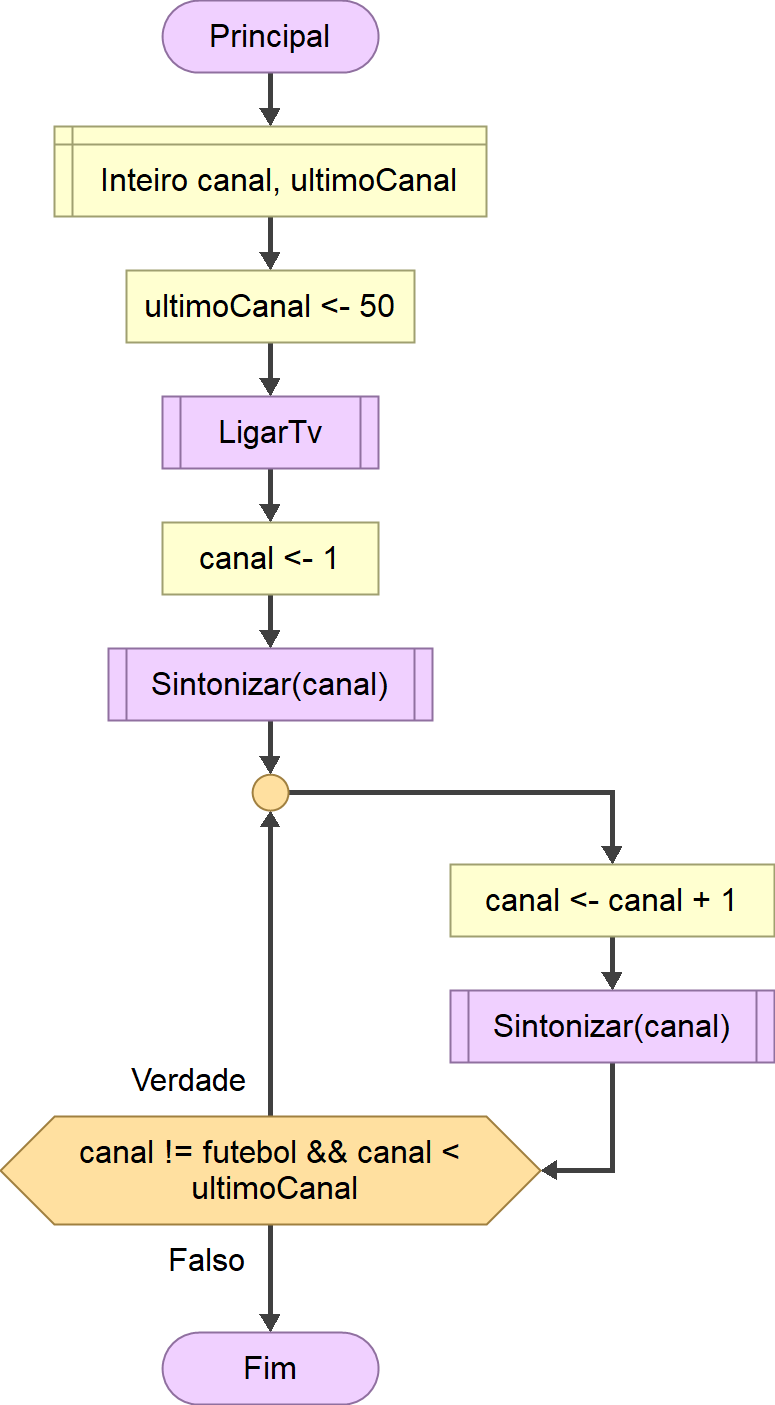 Principal
Inteiro canal, ultimoCanal
ultimoCanal <- 50
LigarTv
canal <- 1
Sintonizar(canal)
canal <- canal + 1
Sintonizar(canal)
Verdade
canal != futebol && canal <
ultimoCanal
Falso
Fim